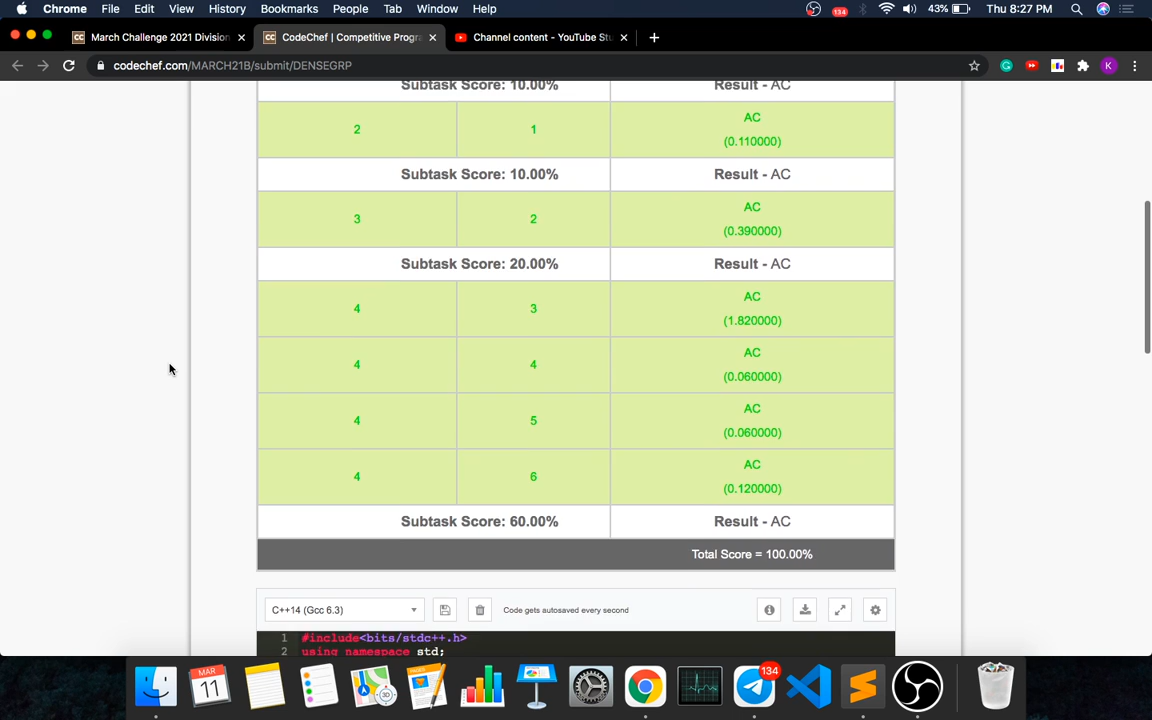 Chrome File Edit View History Bookmarks People Tab Window Help 134 43% Thu 8:27 PM
March Challenge 2021 Division
CodeChef | Competitive Progra
Channel content - YouTube Stu
codechef.com/MARCH21B/submit/DENSEGRP K
Subtask Score: 10.00% Result - AC
2 1 AC
(0.110000)
Subtask Score: 10.00% Result - AC
3 2 AC
(0.390000)
Subtask Score: 20.00% Result - AC
4 3 AC
(1.820000)
4 4 AC
(0.060000)
4 5 AC
(0.060000)
4 6 AC
(0.120000)
Subtask Score: 60.00% Result - AC
Total Score = 100.00%
C++14 (Gcc 6.3) Code gets autosaved every second
1 #include<bits/stdc++.h>
2 using namespace std;
MAR
11
134